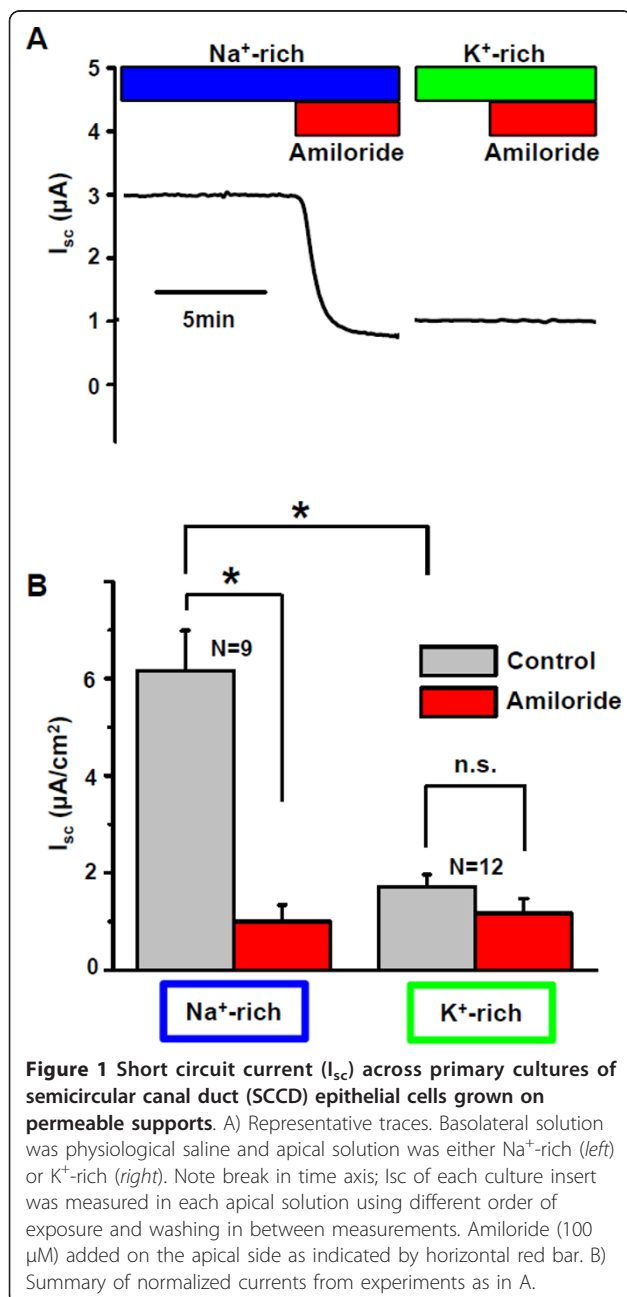 A
Na⁺-rich
K⁺-rich
Amiloride
Amiloride
5
4
3
2
1
0
I_sc (µA)
5min
B
*
*
N=9
Control
Amiloride
n.s.
N=12
6
4
2
0
I_sc (µA/cm²)
Na⁺-rich
K⁺-rich
Figure 1 Short circuit current (I_sc) across primary cultures of
semicircular canal duct (SCCD) epithelial cells grown on
permeable supports. A) Representative traces. Basolateral solution
was physiological saline and apical solution was either Na⁺-rich (left)
or K⁺-rich (right). Note break in time axis; Isc of each culture insert
was measured in each apical solution using different order of
exposure and washing in between measurements. Amiloride (100
µM) added on the apical side as indicated by horizontal red bar. B)
Summary of normalized currents from experiments as in A.